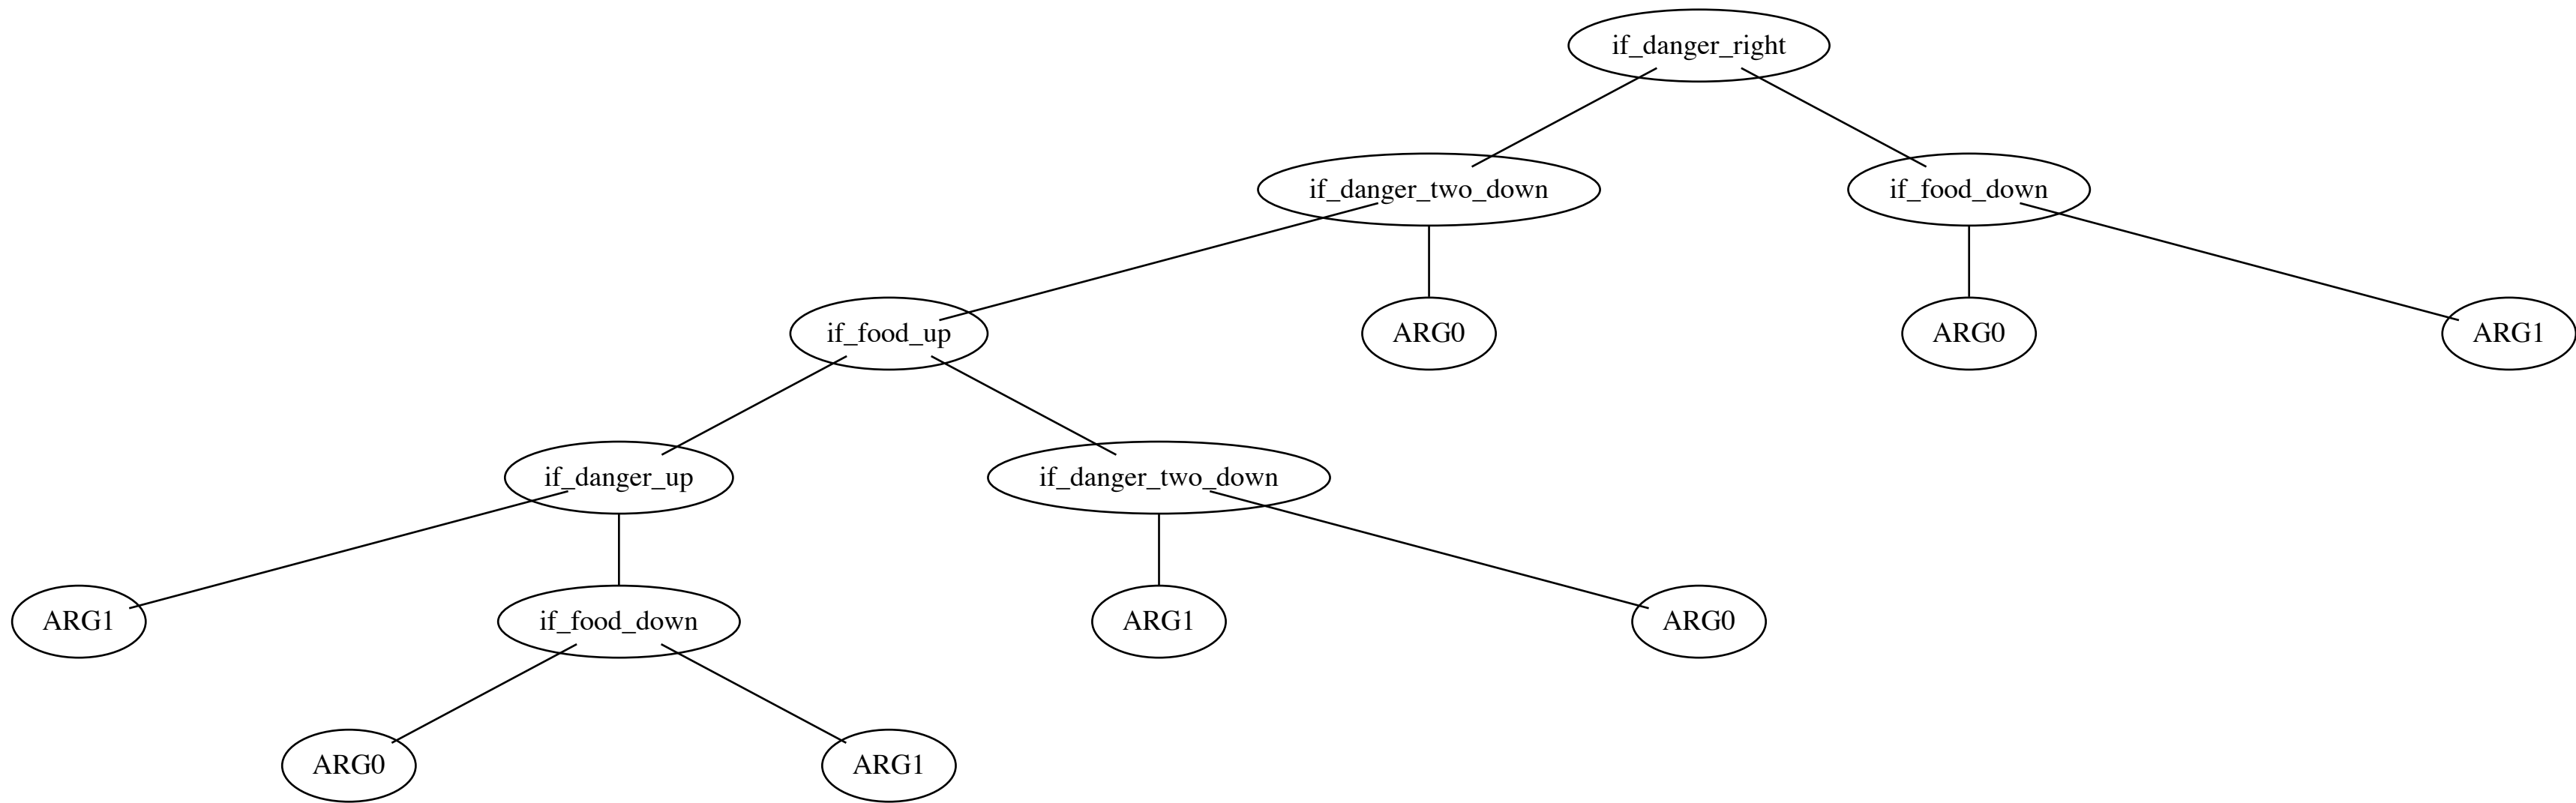 if_danger_right
if_danger_two_down
if_food_down
if_food_up
ARG0
ARG0
ARG1
if_danger_up
if_danger_two_down
ARG1
if_food_down
ARG1
ARG0
ARG0
ARG1